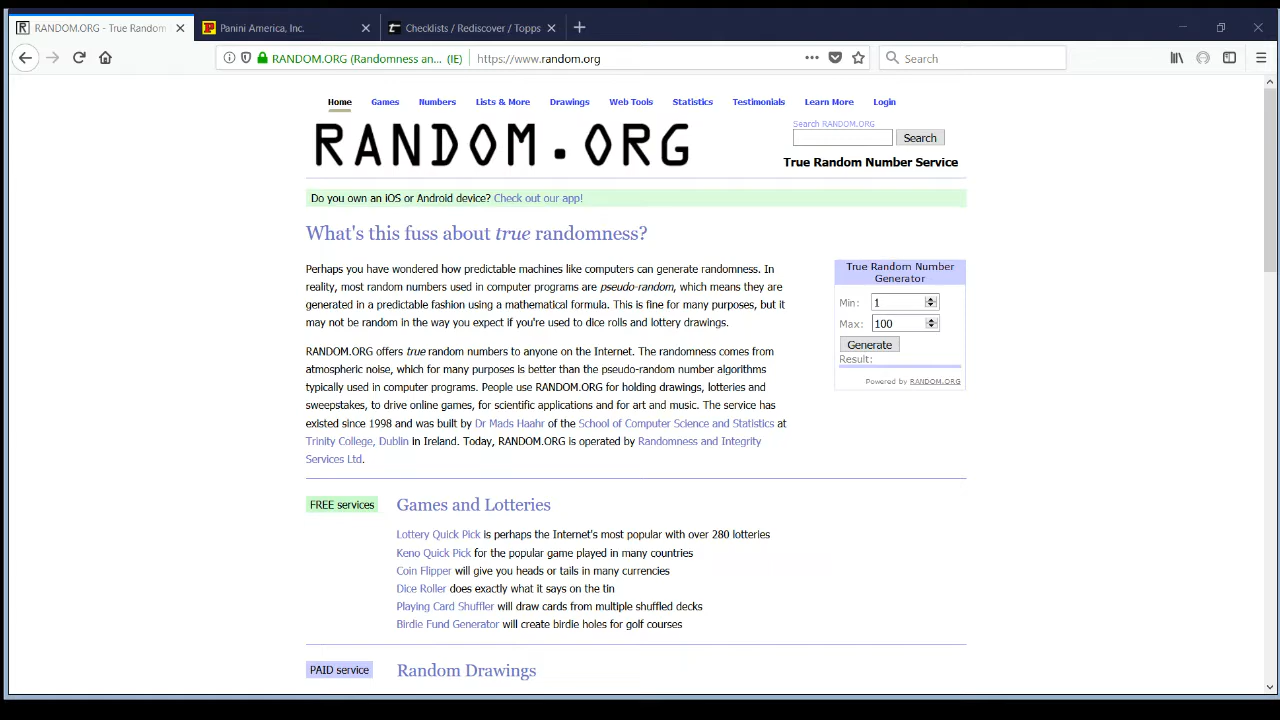 RANDOM.ORG - True Random
Panini America, Inc.
Checklists / Rediscover / Topps
RANDOM.ORG (Randomness an... (IE)
https://www.random.org
Search
Home Games Numbers Lists & More Drawings Web Tools Statistics Testimonials Learn More Login
RANDOM.ORG
Search RANDOM.ORG
Search
True Random Number Service
Do you own an iOS or Android device? Check out our app!
What's this fuss about true randomness?
Perhaps you have wondered how predictable machines like computers can generate randomness. In
reality, most random numbers used in computer programs are pseudo-random, which means they are
generated in a predictable fashion using a mathematical formula. This is fine for many purposes, but it
may not be random in the way you expect if you're used to dice rolls and lottery drawings.
RANDOM.ORG offers true random numbers to anyone on the Internet. The randomness comes from
atmospheric noise, which for many purposes is better than the pseudo-random number algorithms
typically used in computer programs. People use RANDOM.ORG for holding drawings, lotteries and
sweepstakes, to drive online games, for scientific applications and for art and music. The service has
existed since 1998 and was built by Dr Mads Haahr of the School of Computer Science and Statistics at
Trinity College, Dublin in Ireland. Today, RANDOM.ORG is operated by Randomness and Integrity
Services Ltd.
True Random Number
Generator
Min: 1
Max: 100
Generate
Result:
Powered by RANDOM.ORG
FREE services
Games and Lotteries
Lottery Quick Pick is perhaps the Internet's most popular with over 280 lotteries
Keno Quick Pick for the popular game played in many countries
Coin Flipper will give you heads or tails in many currencies
Dice Roller does exactly what it says on the tin
Playing Card Shuffler will draw cards from multiple shuffled decks
Birdie Fund Generator will create birdie holes for golf courses
PAID service
Random Drawings